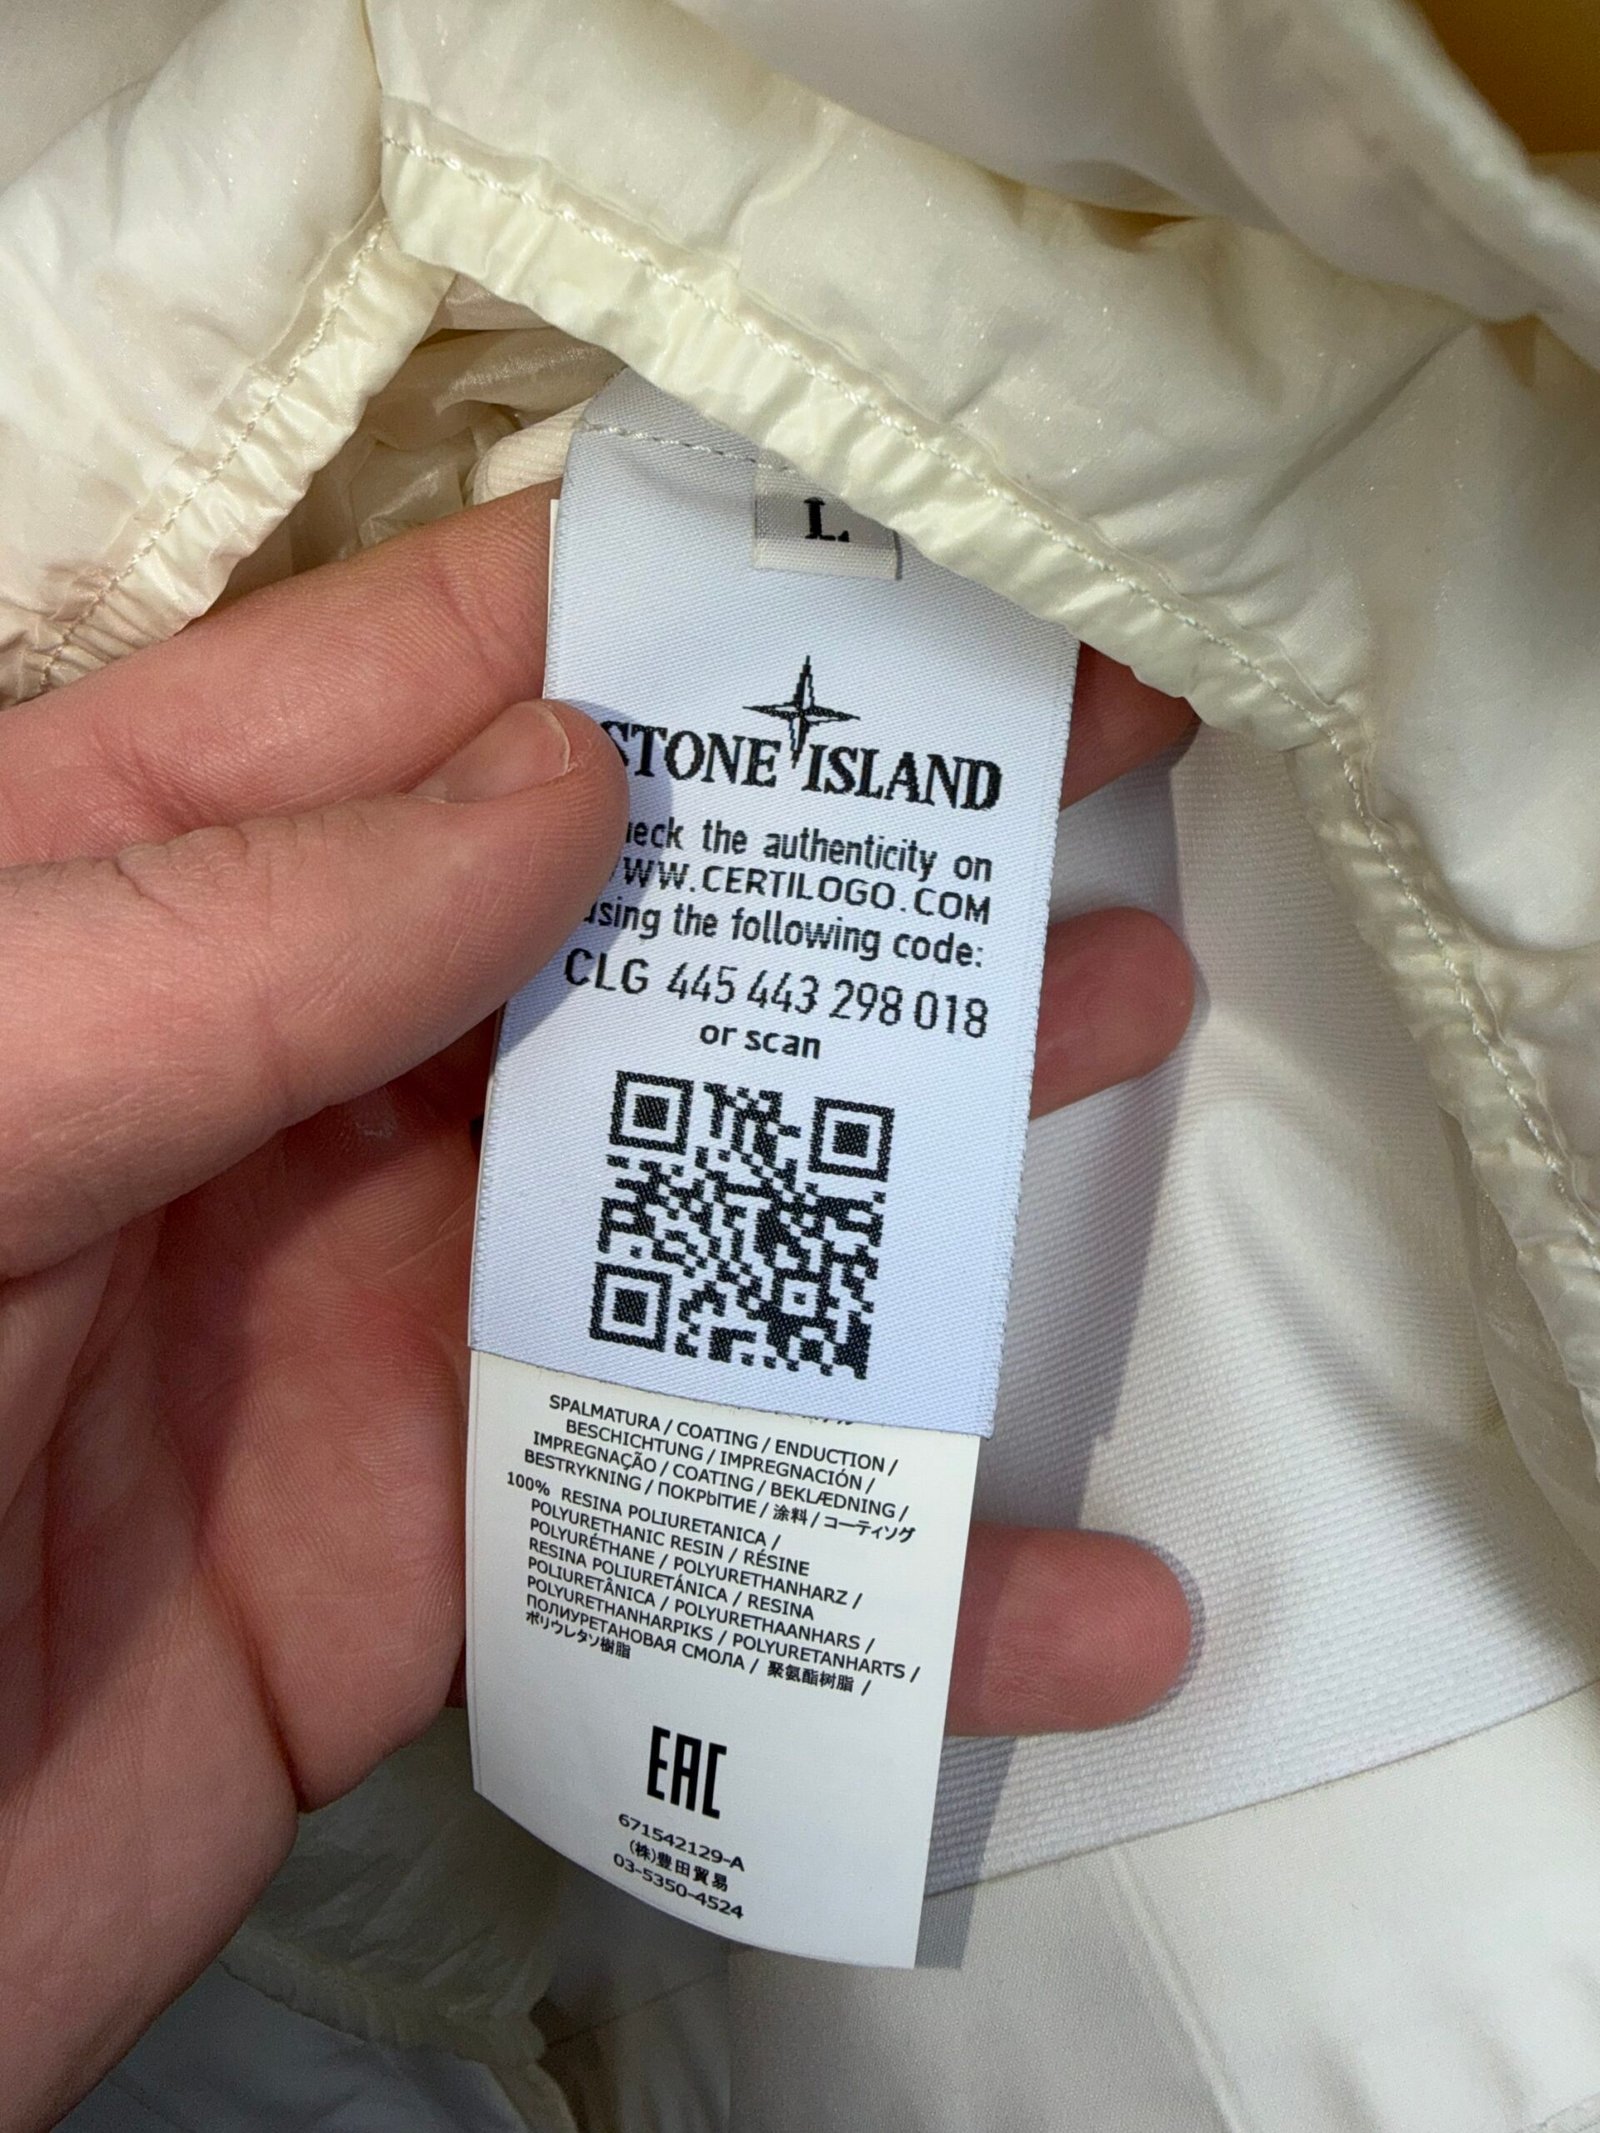 L.
STONE ISLAND
the authenticity on
WWW.CERTILOGO.COM
using the following code:
CLG 445 443 298 018
or scan
SPALMATURA / COATING / ENDUCTION /
BESCHICHTUNG / IMPREGNACIÓN /
IMPREGNAÇÃO / COATING / BEKLÆDNING /
BESTRYKNING / ПОКРЫТИЕ / 涂料 / コーティング
100% RESINA POLIURETANICA /
POLYURETHANIC RESIN / RÉSINE
POLYURÉTHANE / POLYURETHANHARZ /
RESINA POLIURETÁNICA / RESINA
POLIURETÂNICA / POLYURETHAANHARS /
POLYURETHANHARPIKS / POLYURETANHARTS /
ПОЛИУРЕТАНОВАЯ СМОЛА / 聚氨酯树脂 /
ポリウレタン樹脂
EAC
671542129-A
(株)豊田貿易
03-5350-4524